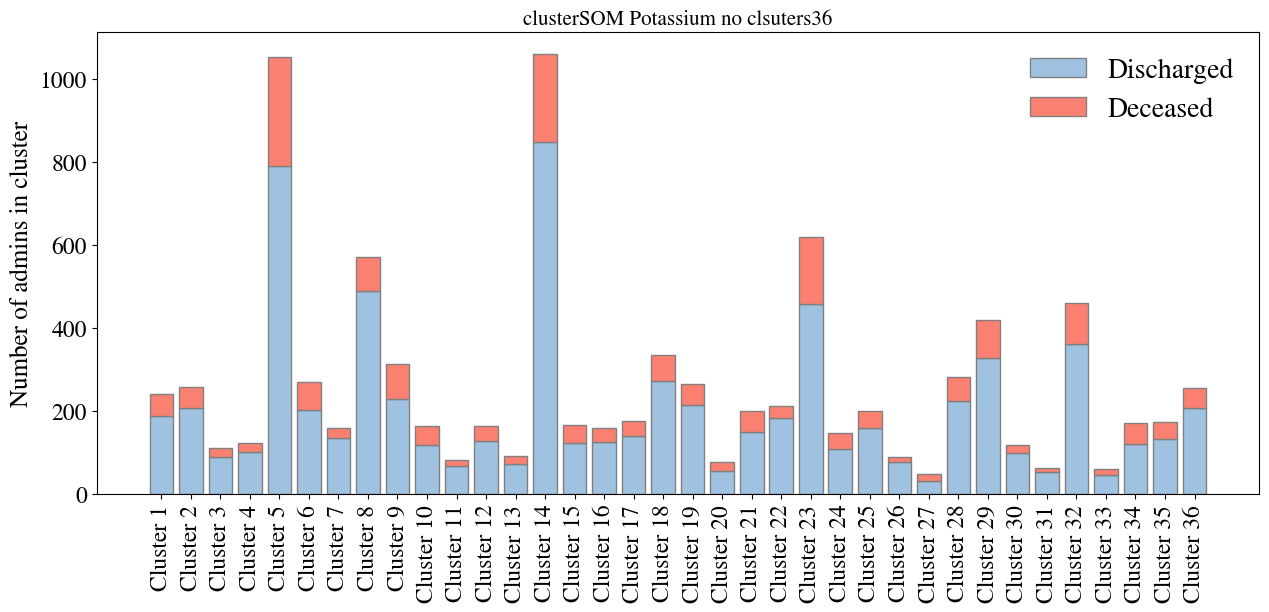 clusterSOM Potassium no clsuters36
Number of admins in cluster
1000
800
600
400
200
0
Discharged
Deceased
Cluster 1
Cluster 2
Cluster 3
Cluster 4
Cluster 5
Cluster 6
Cluster 7
Cluster 8
Cluster 9
Cluster 10
Cluster 11
Cluster 12
Cluster 13
Cluster 14
Cluster 15
Cluster 16
Cluster 17
Cluster 18
Cluster 19
Cluster 20
Cluster 21
Cluster 22
Cluster 23
Cluster 24
Cluster 25
Cluster 26
Cluster 27
Cluster 28
Cluster 29
Cluster 30
Cluster 31
Cluster 32
Cluster 33
Cluster 34
Cluster 35
Cluster 36